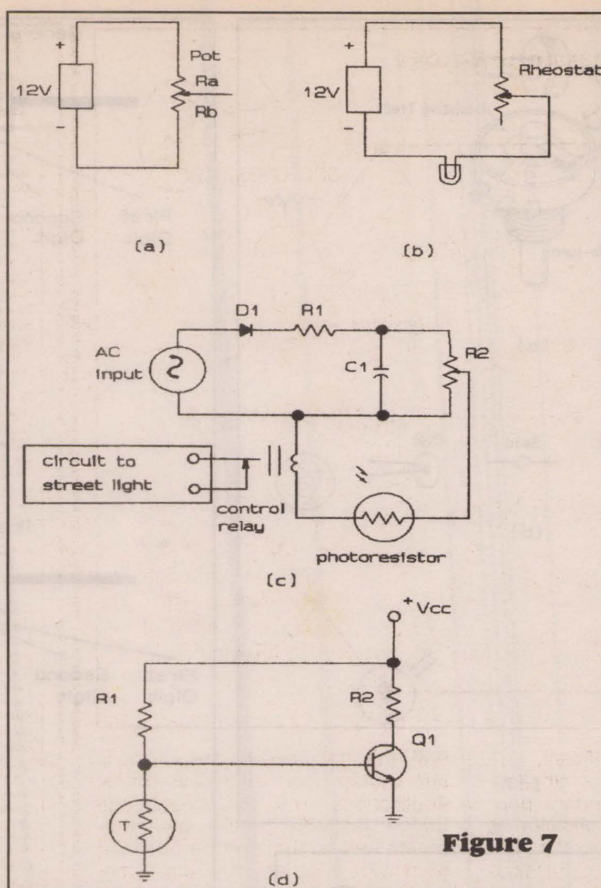 +
Pot
12V
Ra
Rb
−
(a)
+
Rheostat
12V
−
(b)
D1
R1
AC
Input
C1
R2
circuit to
street light
control
relay
photoresistor
(c)
+Vcc
R1
R2
Q1
T
(d)
Figure 7